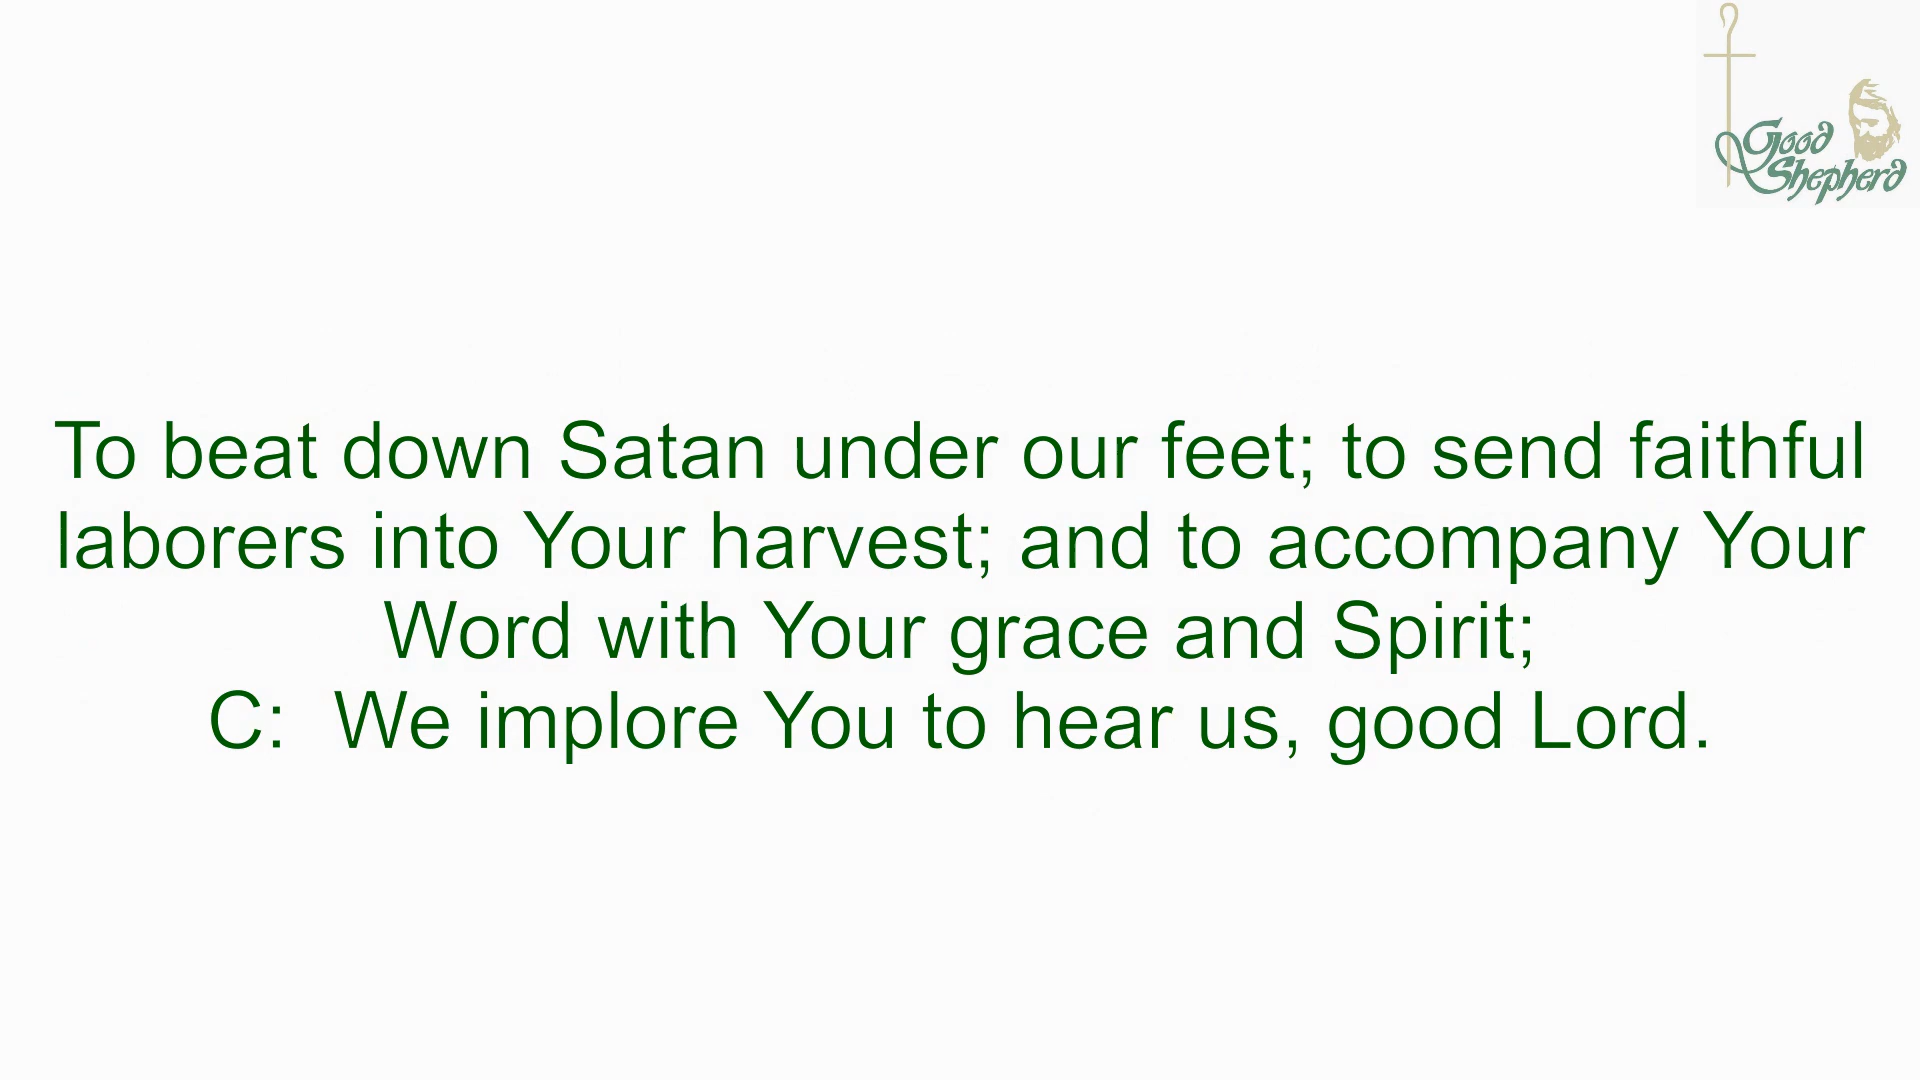 Good
Shepherd
To beat down Satan under our feet; to send faithful
laborers into Your harvest; and to accompany Your
Word with Your grace and Spirit;
C:  We implore You to hear us, good Lord.